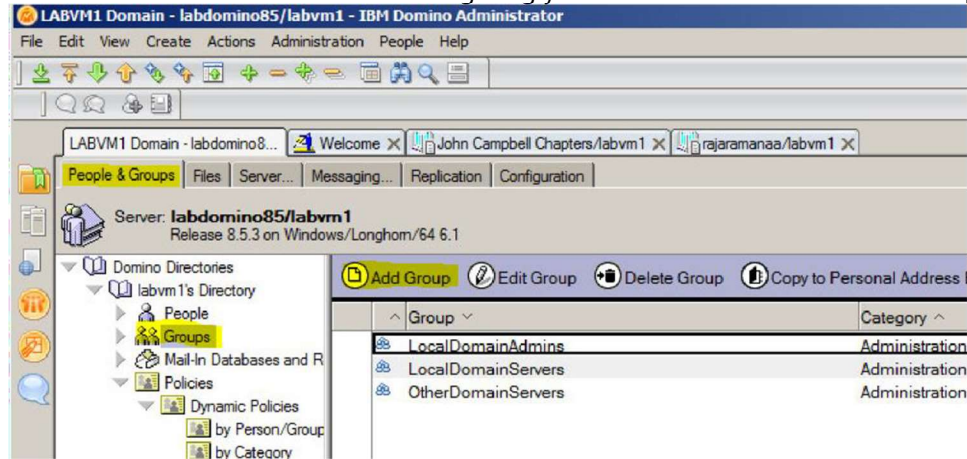 LABVM1 Domain - labdomino85/labvm1 - IBM Domino Administrator
File Edit View Create Actions Administration People Help
LABVM1 Domain - labdomino8... Welcome John Campbell Chapters/labvm1 rajaramanaa/labvm1
People & Groups Files Server... Messaging... Replication Configuration
Server: labdomino85/labvm1
Release 8.5.3 on Windows/Longhorn/64 6.1
Domino Directories
labvm1's Directory
People
Groups
Mail-In Databases and R
Policies
Dynamic Policies
by Person/Group
by Category
Add Group Edit Group Delete Group Copy to Personal Address
Group Category
LocalDomainAdmins Administration
LocalDomainServers Administration
OtherDomainServers Administration